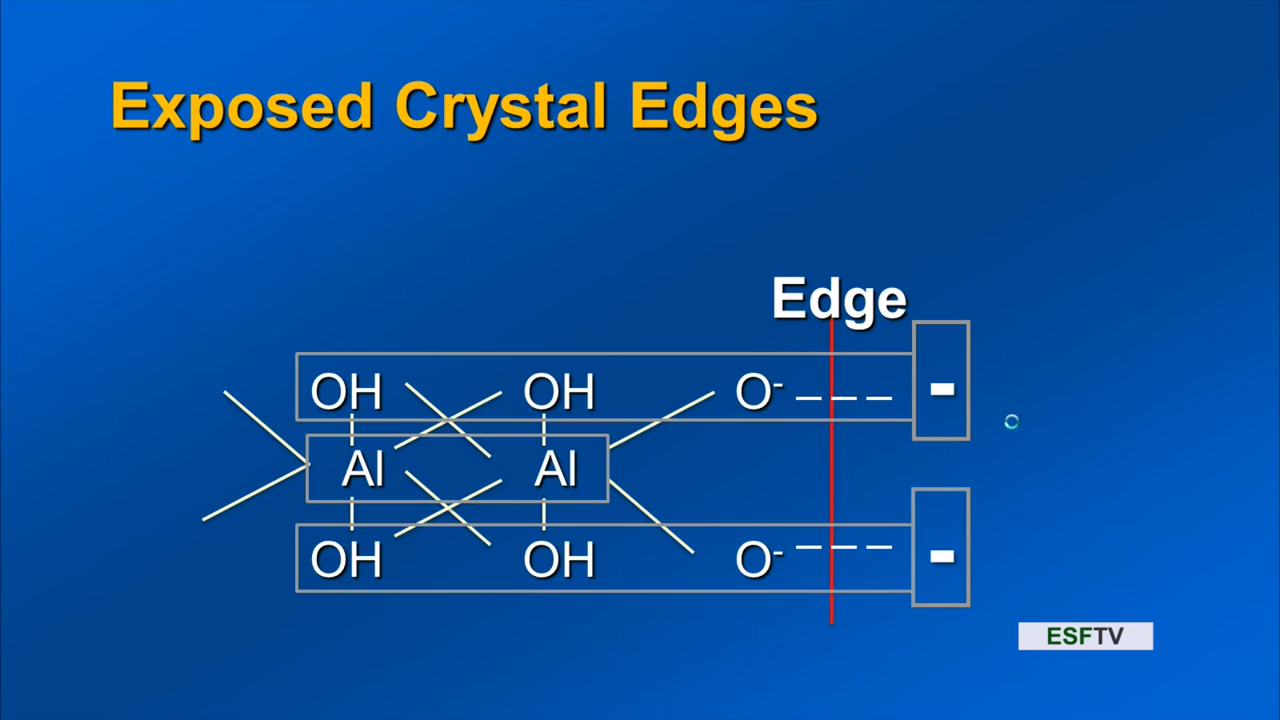 Exposed Crystal Edges
Edge
OH OH O- _ _ _ -
Al Al
OH OH O- _ _ _ -
ESFTV